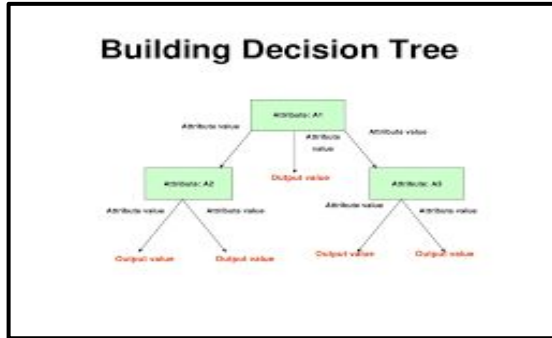 Building Decision Tree
Attribute: A1
Attribute value
Attribute
value
Attribute value
Output value
Attribute: A2
Attribute: A3
Attribute value
Attribute value
Attribute value
Attribute value
Output value
Output value
Output value
Output value